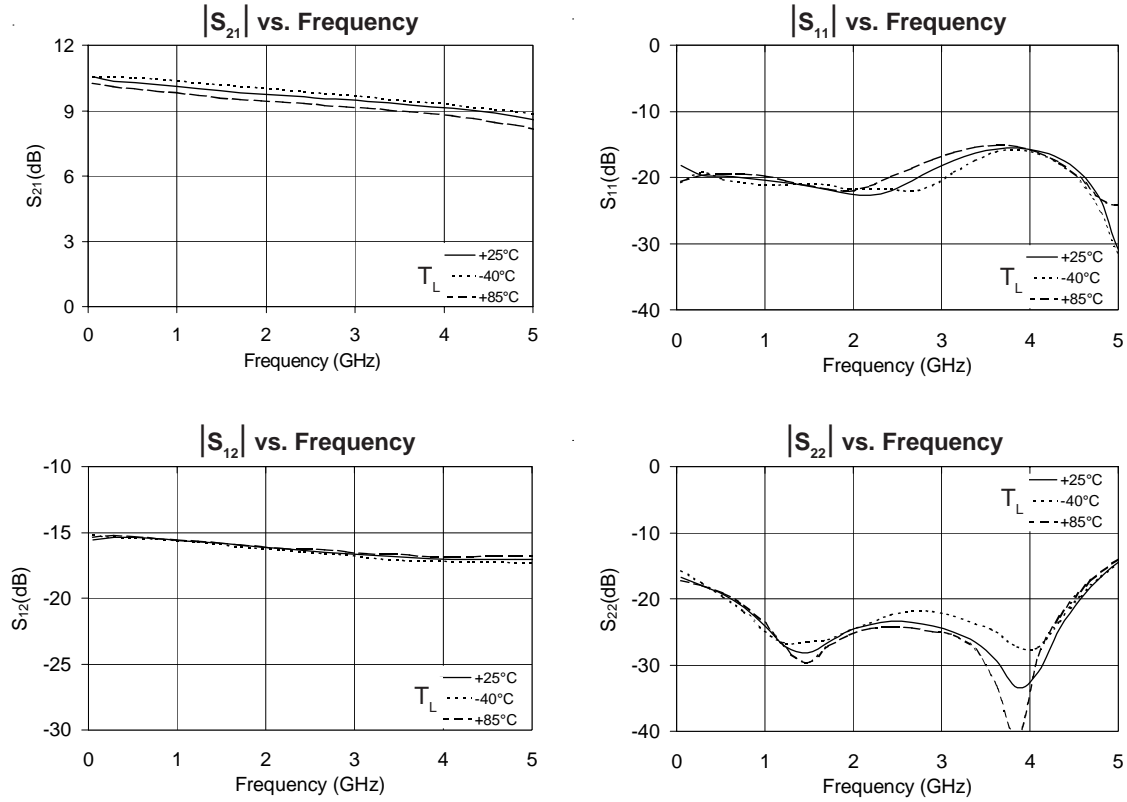 |S21| vs. Frequency
12
9
6
3
0
S21(dB)
TL
+25°C
-40°C
+85°C
0 1 2 3 4 5
Frequency (GHz)
|S11| vs. Frequency
0
-10
-20
-30
-40
S11(dB)
TL
+25°C
-40°C
+85°C
0 1 2 3 4 5
Frequency (GHz)
|S12| vs. Frequency
-10
-15
-20
-25
-30
S12(dB)
TL
+25°C
-40°C
+85°C
0 1 2 3 4 5
Frequency (GHz)
|S22| vs. Frequency
0
-10
-20
-30
-40
S22(dB)
TL
+25°C
-40°C
+85°C
0 1 2 3 4 5
Frequency (GHz)